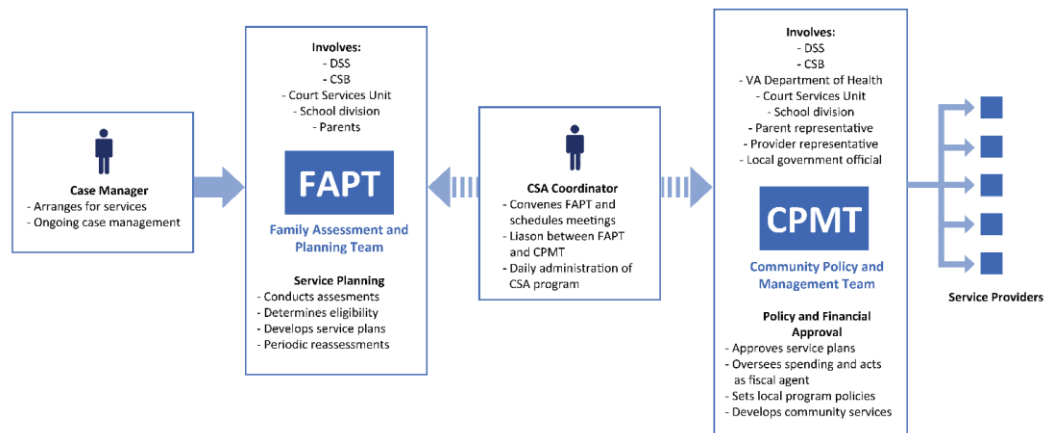 Case Manager
- Arranges for services
- Ongoing case management
Involves:
- DSS
- CSB
- Court Services Unit
- School division
- Parents
FAPT
Family Assessment and
Planning Team
Service Planning
- Conducts assesments
- Determines eligibility
- Develops service plans
- Periodic reassessments
CSA Coordinator
- Convenes FAPT and
schedules meetings
- Liason between FAPT
and CPMT
- Daily administration of
CSA program
Involves:
- DSS
- CSB
- VA Department of Health
- Court Services Unit
- School division
- Parent representative
- Provider representative
- Local government official
CPMT
Community Policy and
Management Team
Policy and Financial
Approval
- Approves service plans
- Oversees spending and acts
as fiscal agent
- Sets local program policies
- Develops community services
Service Providers